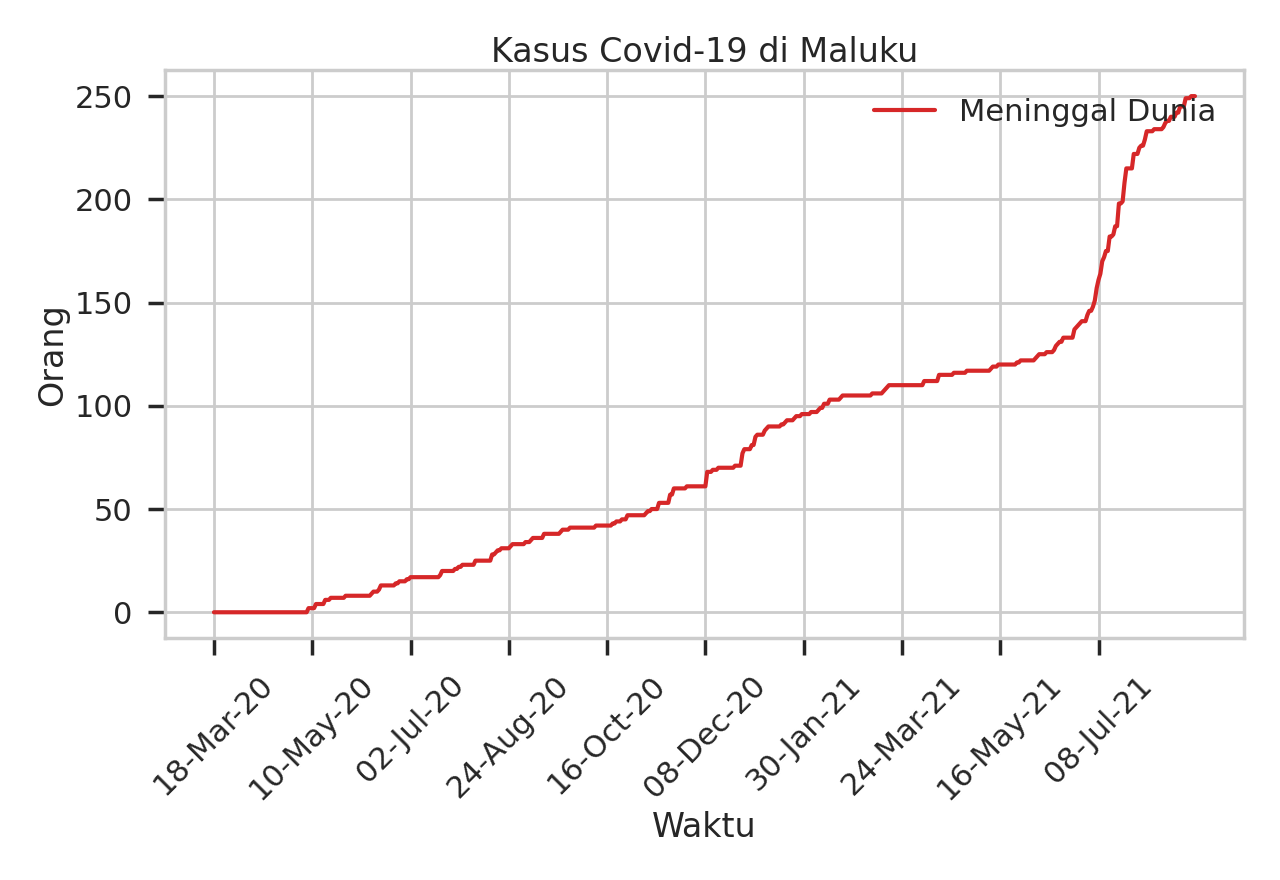 Kasus Covid-19 di Maluku
Meninggal Dunia
Orang
250
200
150
100
50
0
18-Mar-20
10-May-20
02-Jul-20
24-Aug-20
16-Oct-20
08-Dec-20
30-Jan-21
24-Mar-21
16-May-21
08-Jul-21
Waktu